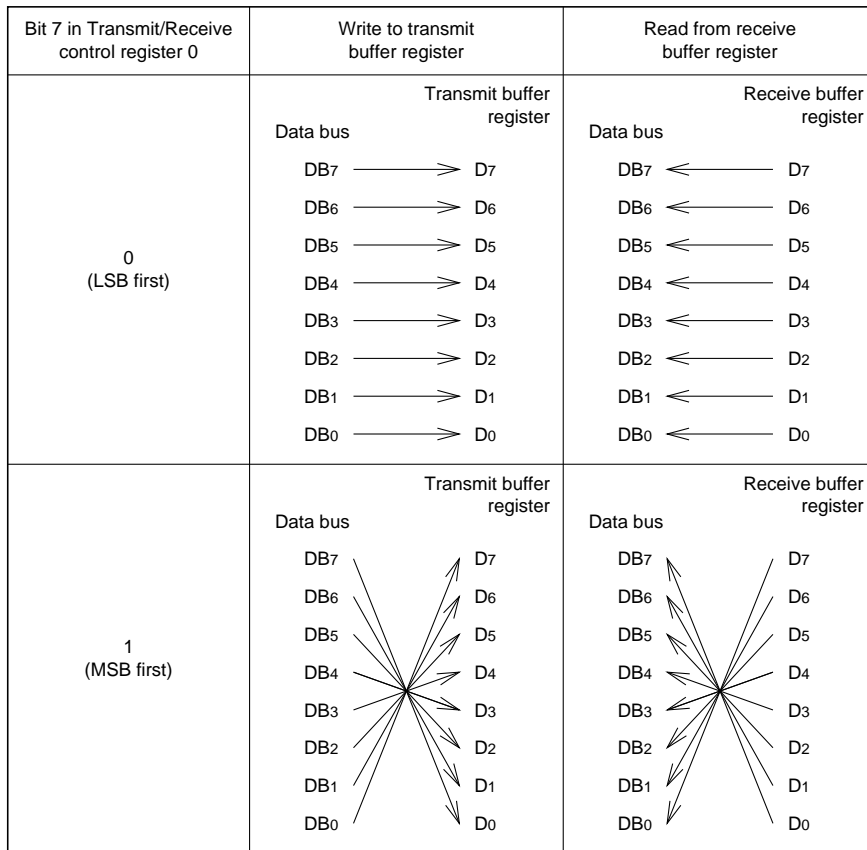 Bit 7 in Transmit/Receive
control register 0
Write to transmit
buffer register
Read from receive
buffer register
0
(LSB first)
Transmit buffer
register
Data bus
DB7 D7
DB6 D6
DB5 D5
DB4 D4
DB3 D3
DB2 D2
DB1 D1
DB0 D0
Receive buffer
register
Data bus
DB7 D7
DB6 D6
DB5 D5
DB4 D4
DB3 D3
DB2 D2
DB1 D1
DB0 D0
1
(MSB first)
Transmit buffer
register
Data bus
DB7 D7
DB6 D6
DB5 D5
DB4 D4
DB3 D3
DB2 D2
DB1 D1
DB0 D0
Receive buffer
register
Data bus
DB7 D7
DB6 D6
DB5 D5
DB4 D4
DB3 D3
DB2 D2
DB1 D1
DB0 D0